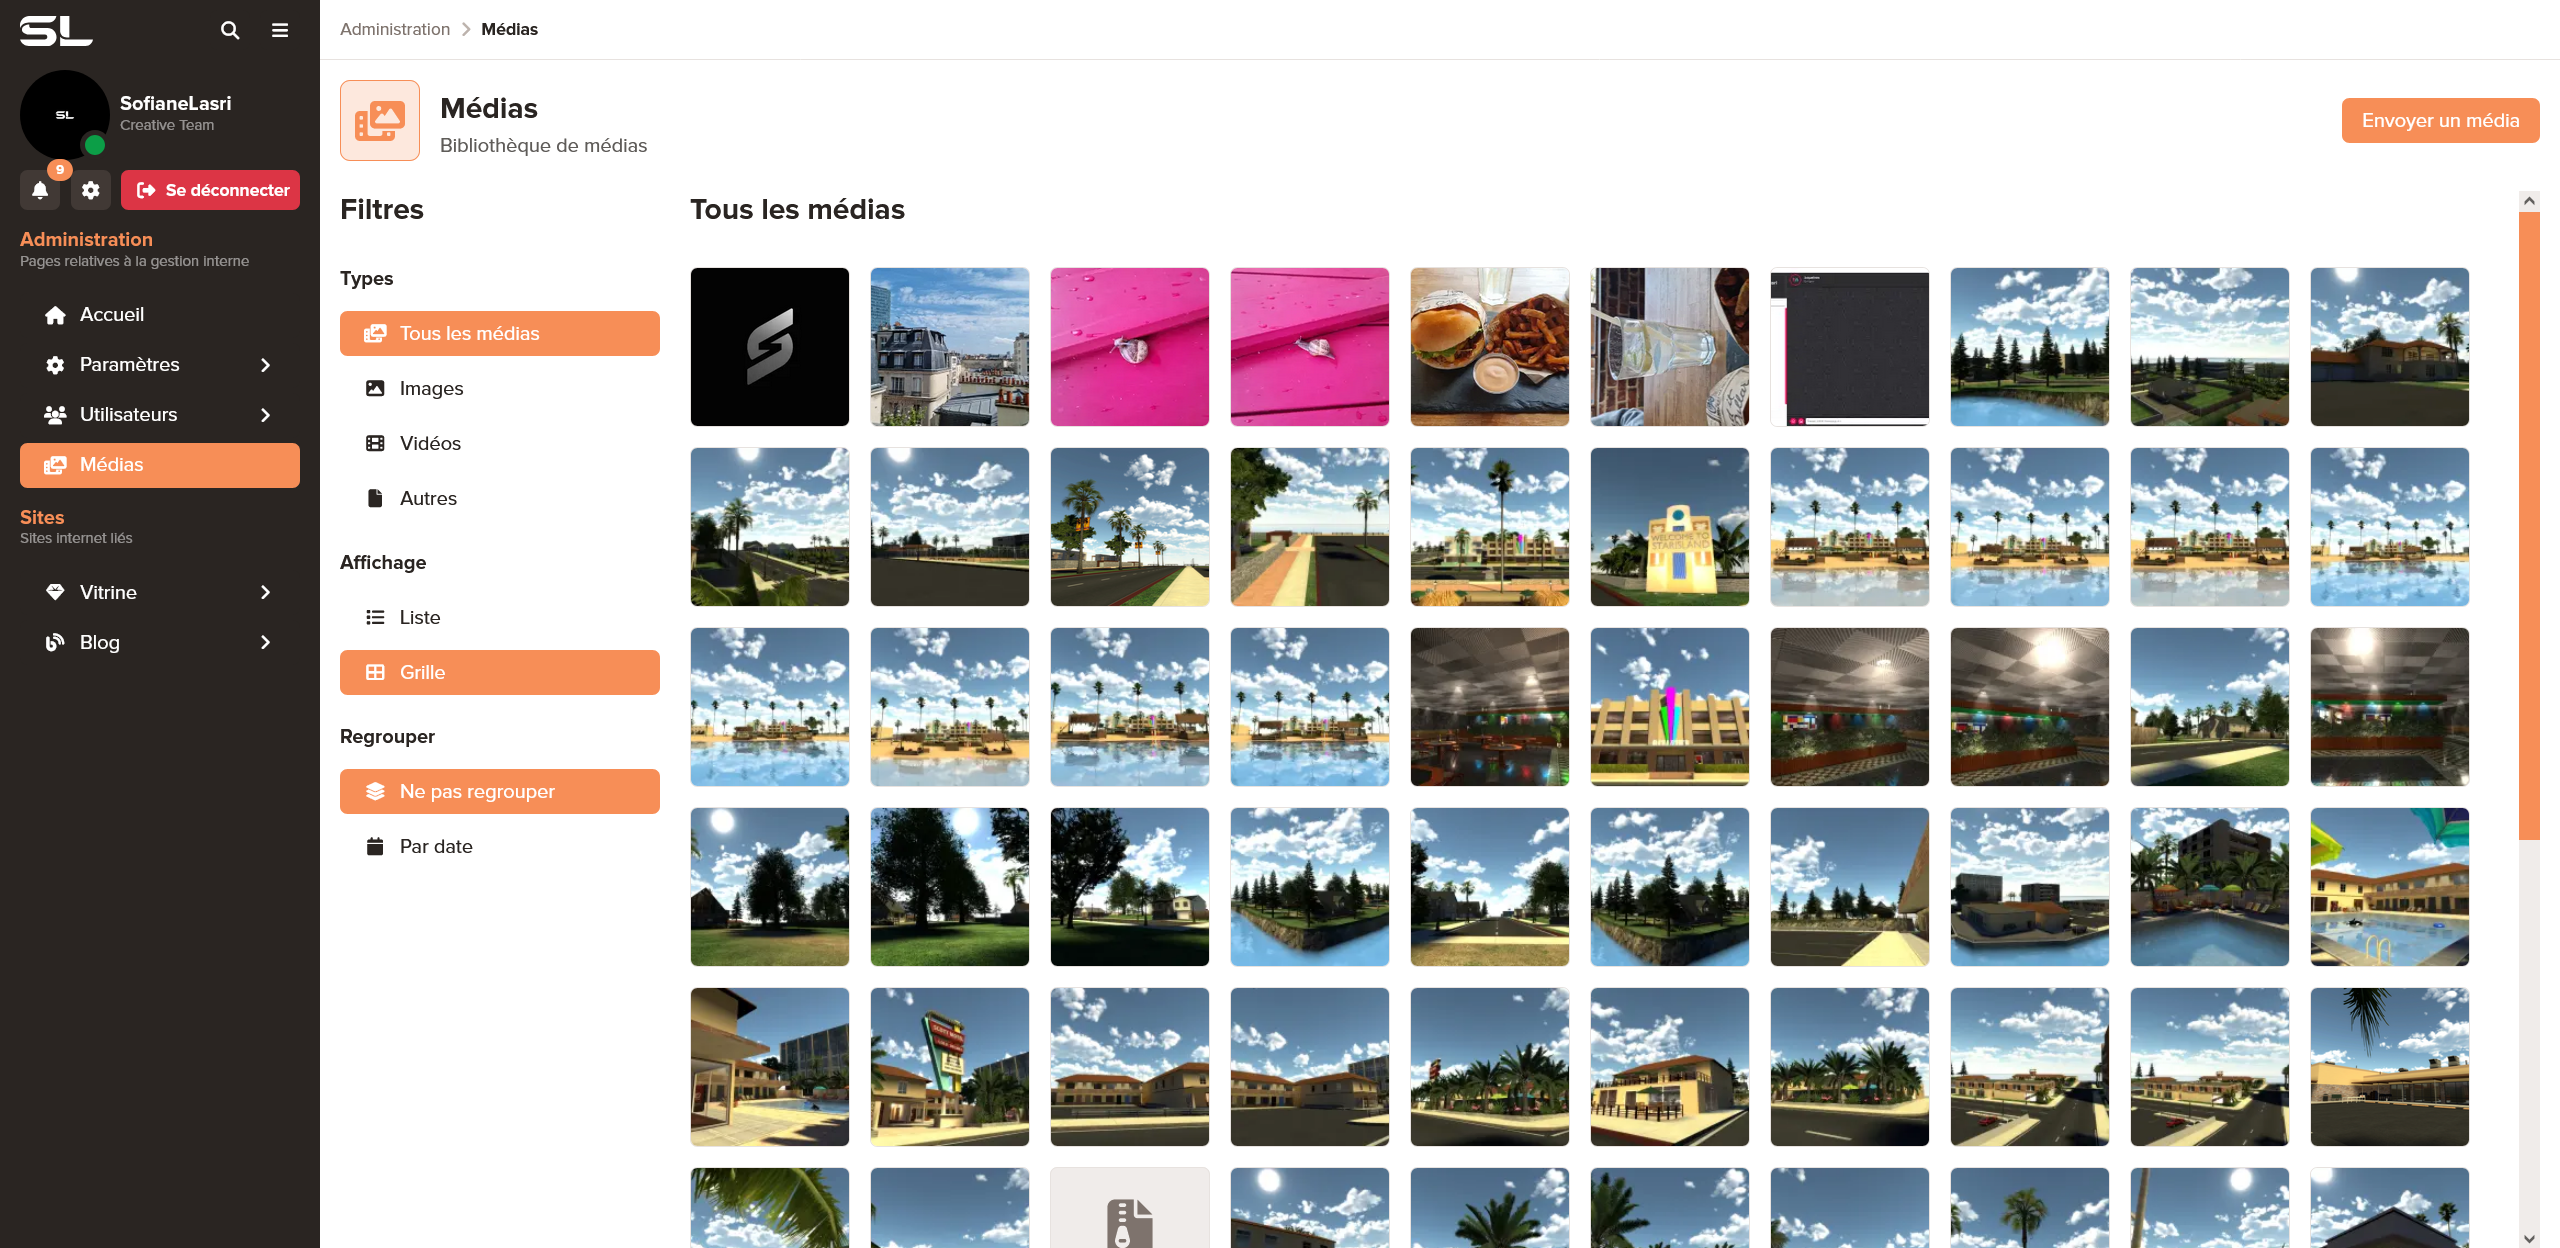 SL
SL
SofianeLasri
Creative Team
9
Se déconnecter
Administration
Pages relatives à la gestion interne
Accueil
Paramètres
Utilisateurs
Médias
Sites
Sites internet liés
Vitrine
Blog
Administration
Médias
Médias
Bibliothèque de médias
Envoyer un média
Filtres
Types
Tous les médias
Images
Vidéos
Autres
Affichage
Liste
Grille
Regrouper
Ne pas regrouper
Par date
Tous les médias
WELCOME TO